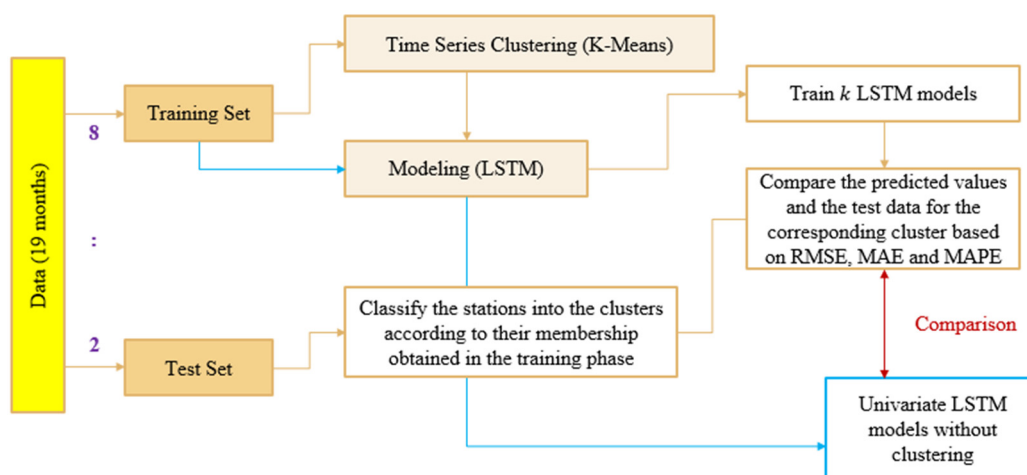 Data (19 months)
8
:
2
Training Set
Test Set
Time Series Clustering (K-Means)
Modeling (LSTM)
Classify the stations into the clusters
according to their membership
obtained in the training phase
Train k LSTM models
Compare the predicted values
and the test data for the
corresponding cluster based
on RMSE, MAE and MAPE
Comparison
Univariate LSTM
models without
clustering